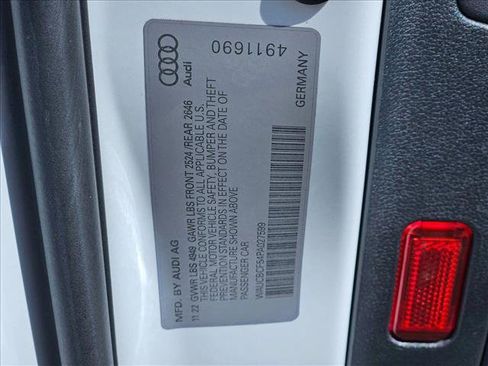 4911690
Audi
GERMANY
MFD. BY AUDI AG
11.22 GVWR LBS 4949 GAWR LBS FRONT 2524 /REAR 2646
THIS VEHICLE CONFORMS TO ALL APPLICABLE U.S.
FEDERAL MOTOR VEHICLE SAFETY, BUMPER AND THEFT
PREVENTION STANDARDS IN EFFECT ON THE DATE OF
MANUFACTURE SHOWN ABOVE
PASSENGER CAR
WAUCBCF54PA027599